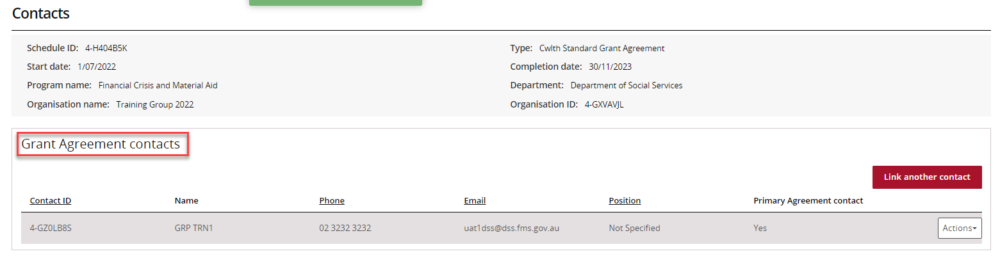 Contacts
Schedule ID: 4-H404B5K Type: Cwlth Standard Grant Agreement
Start date: 1/07/2022 Completion date: 30/11/2023
Program name: Financial Crisis and Material Aid Department: Department of Social Services
Organisation name: Training Group 2022 Organisation ID: 4-GXVAVJL
Grant Agreement contacts
Link another contact
Contact ID Name Phone Email Position Primary Agreement contact
4-GZ0LB8S GRP TRN1 02 3232 3232 uat1dss@dss.fms.gov.au Not Specified Yes Actions